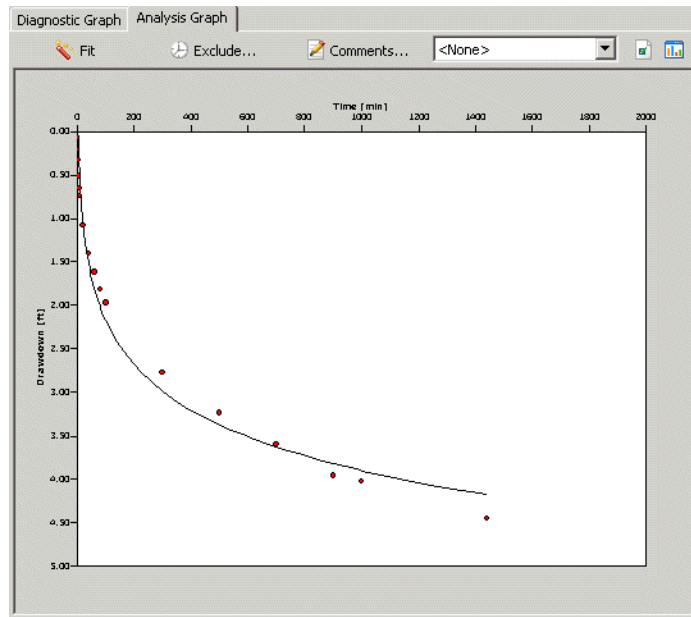 Diagnostic Graph Analysis Graph
Fit Exclude... Comments... <None>
Time [min]
0 200 400 600 800 1000 1200 1400 1600 1800 2000
0.00
0.50
1.00
1.50
2.00
2.50
3.00
3.50
4.00
4.50
5.00
Drawdown [ft]